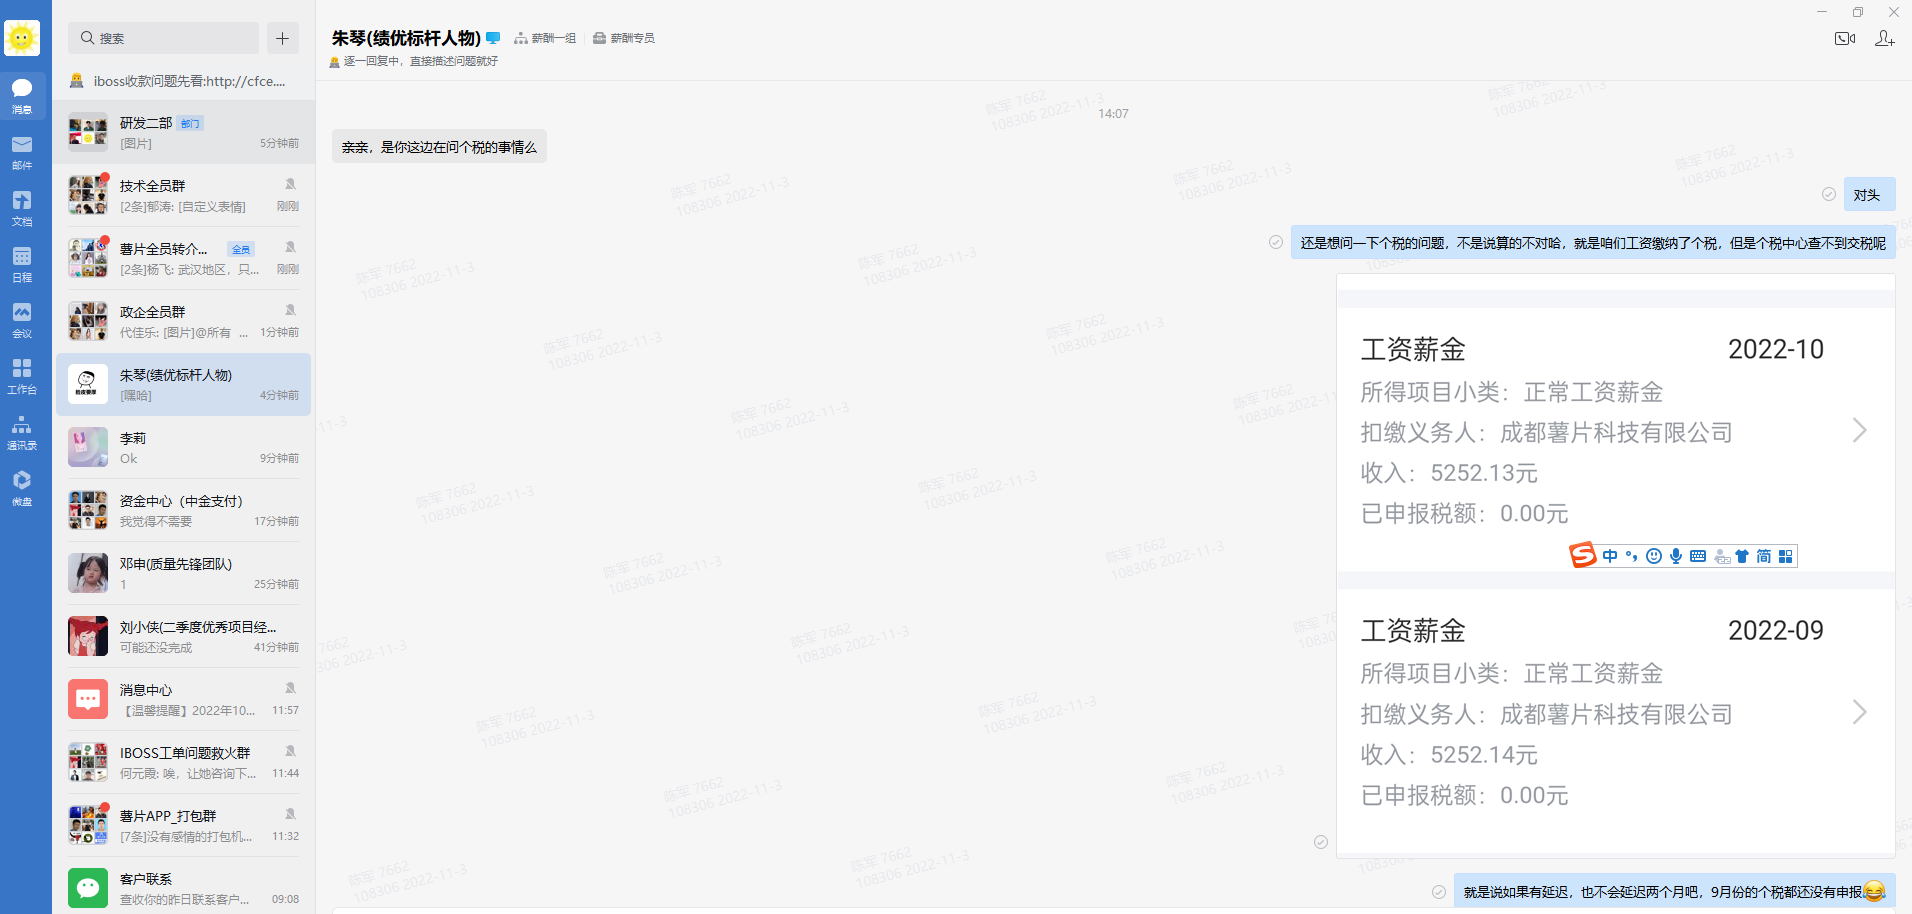 消息
邮件
文档
日程
会议
工作台
通讯录
微盘
搜索
iboss收款问题先看:http://cfce....
研发二部 部门
[图片] 5分钟前
技术全员群
[2条]郁涛: [自定义表情] 刚刚
薯片全员转介... 全员
[2条]杨飞: 武汉地区，只... 刚刚
政企全员群
代佳乐: [图片]@所有 ... 1分钟前
朱琴(绩优标杆人物)
[嘿哈] 4分钟前
李莉
Ok 9分钟前
资金中心（中金支付）
我觉得不需要 17分钟前
邓申(质量先锋团队)
1 25分钟前
刘小侠(二季度优秀项目经...
可能还没完成 41分钟前
消息中心
【温馨提醒】2022年10... 11:57
IBOSS工单问题救火群
何元霞: 唉，让她咨询下... 11:44
薯片APP_打包群
[7条]没有感情的打包机... 11:32
客户联系
查收你的昨日联系客户... 09:08
朱琴(绩优标杆人物) 薪酬一组 薪酬专员
逐一回复中，直接描述问题就好
14:07
亲亲，是你这边在问个税的事情么
对头
还是想问一下个税的问题，不是说算的不对哈，就是咱们工资缴纳了个税，但是个税中心查不到交税呢
工资薪金 2022-10
所得项目小类：正常工资薪金
扣缴义务人：成都薯片科技有限公司
收入：5252.13元
已申报税额：0.00元
中 简
工资薪金 2022-09
所得项目小类：正常工资薪金
扣缴义务人：成都薯片科技有限公司
收入：5252.14元
已申报税额：0.00元
就是说如果有延迟，也不会延迟两个月吧，9月份的个税都还没有申报😂
陈军 7662
108306 2022-11-3